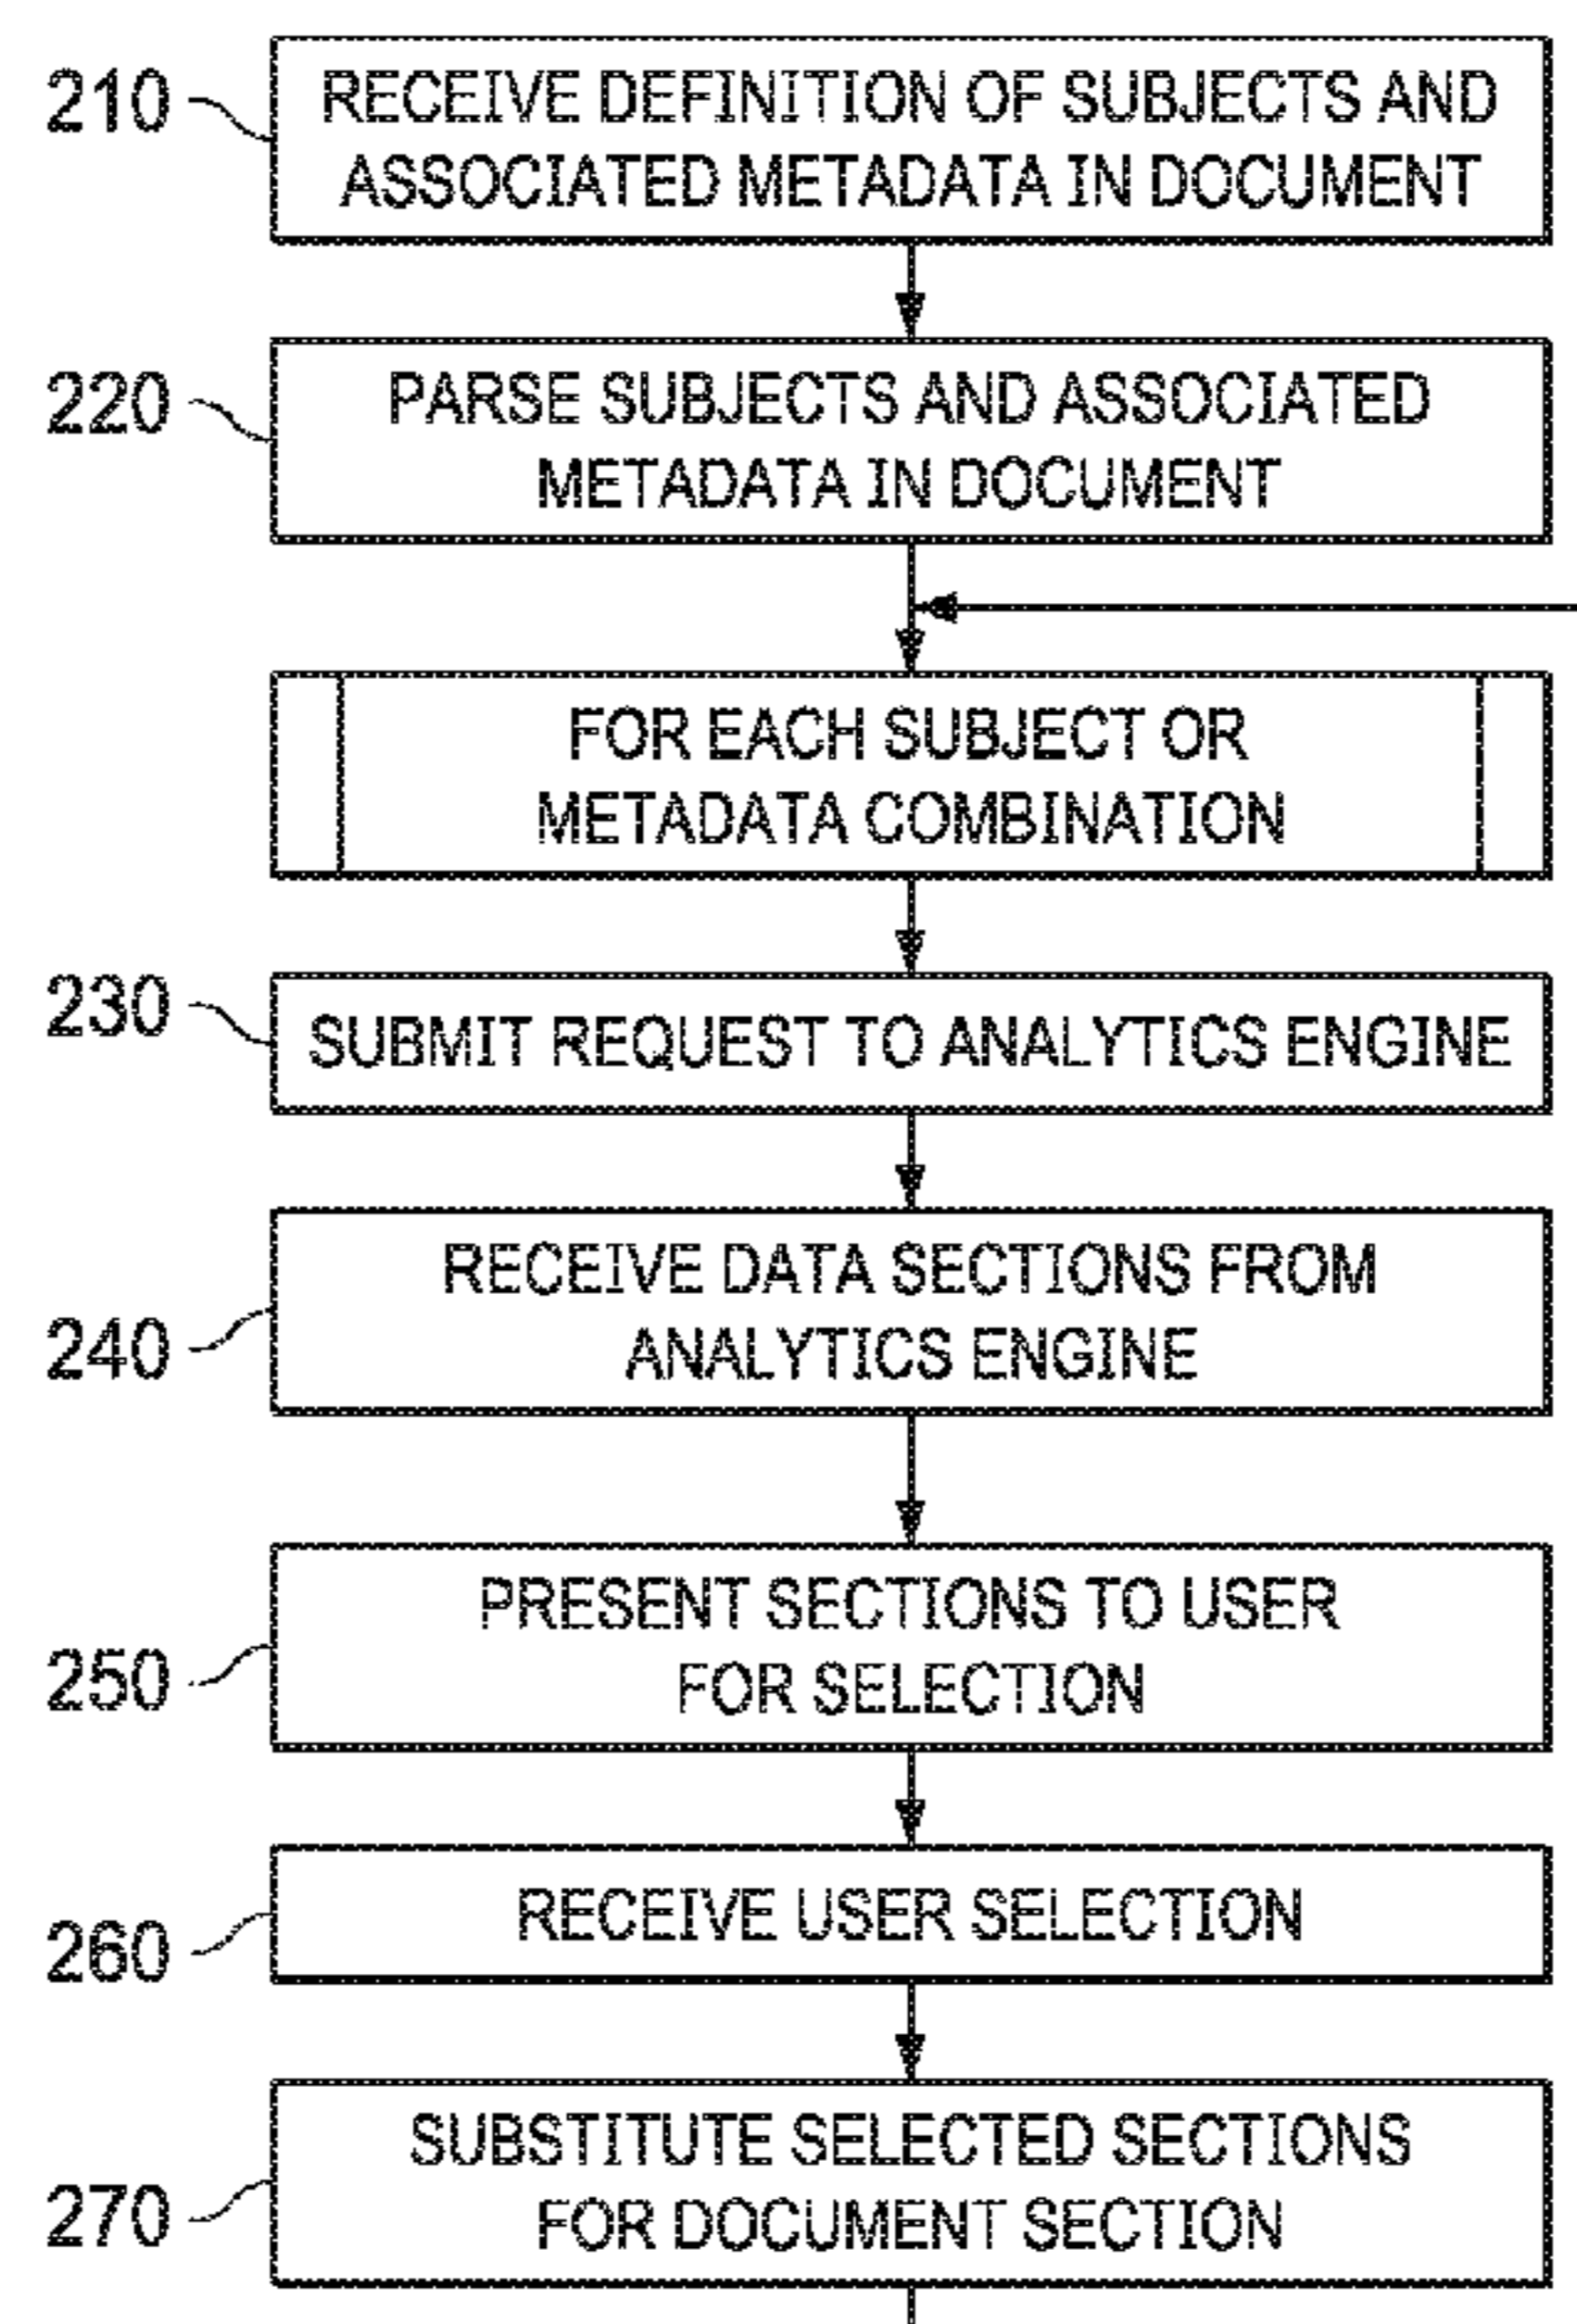 210
RECEIVE DEFINITION OF SUBJECTS AND
ASSOCIATED METADATA IN DOCUMENT
220
PARSE SUBJECTS AND ASSOCIATED
METADATA IN DOCUMENT
FOR EACH SUBJECT OR
METADATA COMBINATION
230
SUBMIT REQUEST TO ANALYTICS ENGINE
240
RECEIVE DATA SECTIONS FROM
ANALYTICS ENGINE
250
PRESENT SECTIONS TO USER
FOR SELECTION
260
RECEIVE USER SELECTION
270
SUBSTITUTE SELECTED SECTIONS
FOR DOCUMENT SECTION